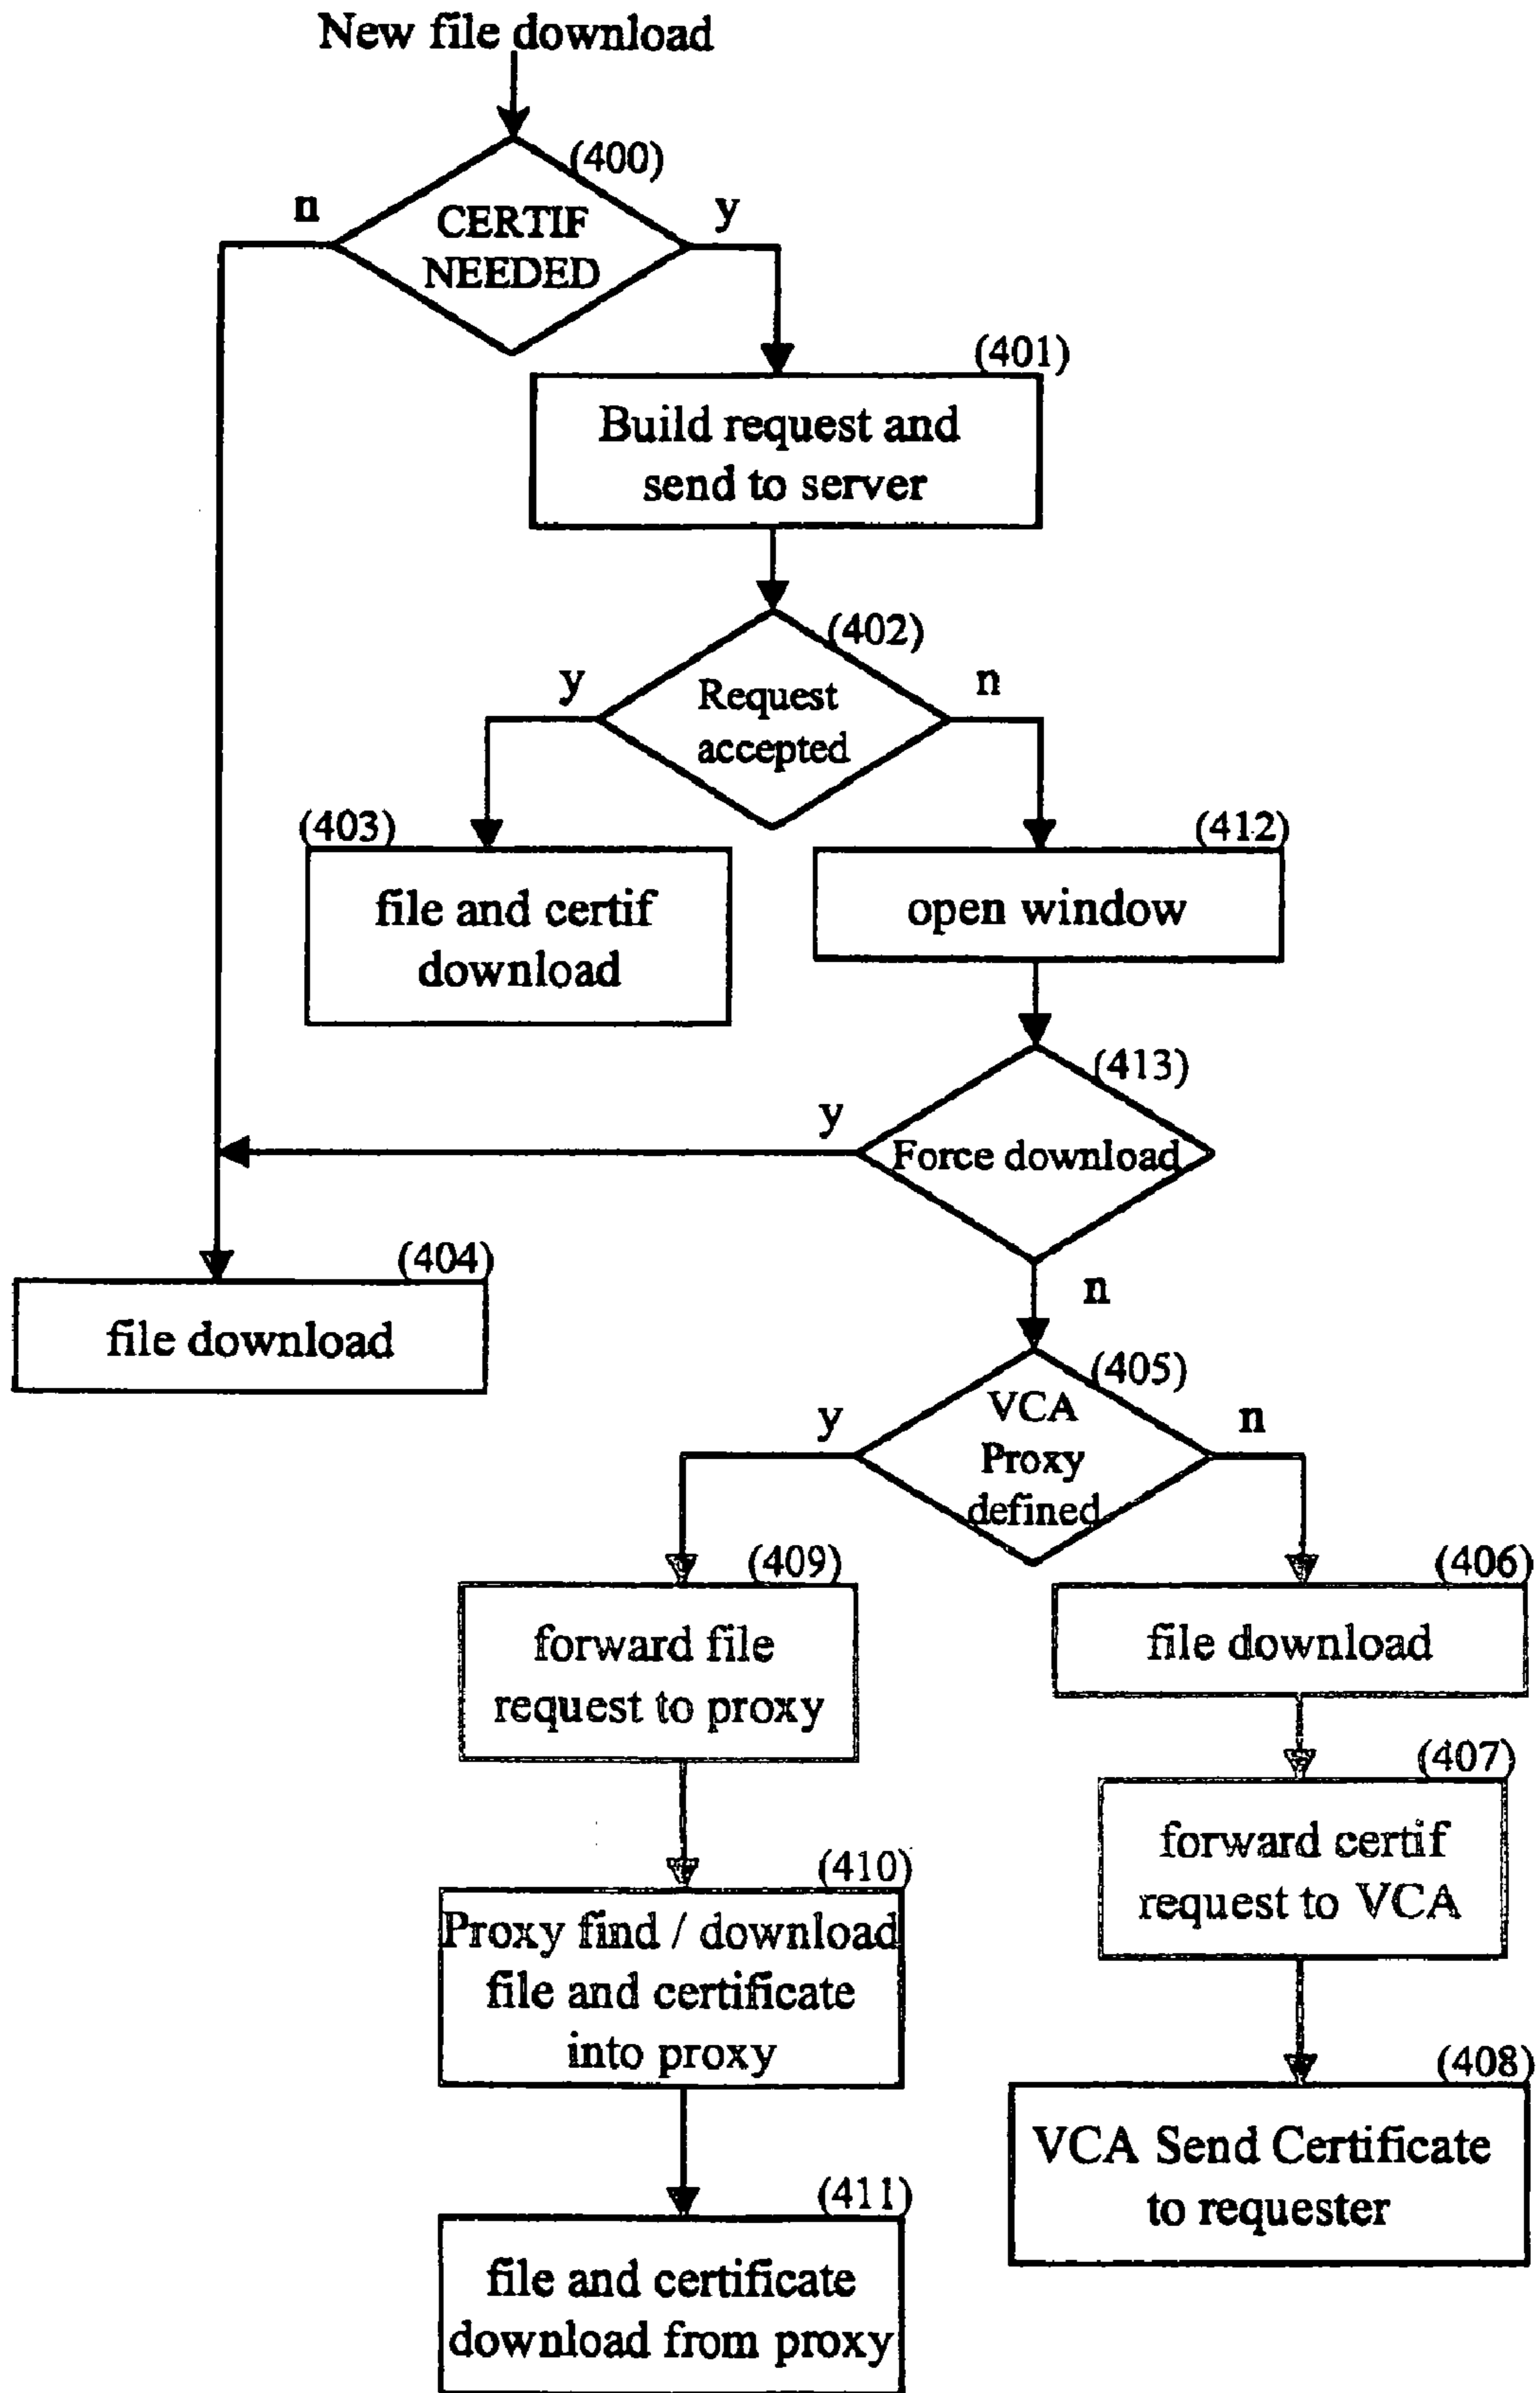 New file download
(400)
n
y
CERTIF
NEEDED
(401)
Build request and
send to server
(402)
y
n
Request
accepted
(403)
(412)
file and certif
download
open window
(413)
y
Force download
(404)
n
file download
(405)
y
n
VCA
Proxy
defined
(409)
(406)
forward file
request to proxy
file download
(407)
forward certif
request to VCA
(410)
Proxy find / download
file and certificate
into proxy
(408)
VCA Send Certificate
to requester
(411)
file and certificate
download from proxy